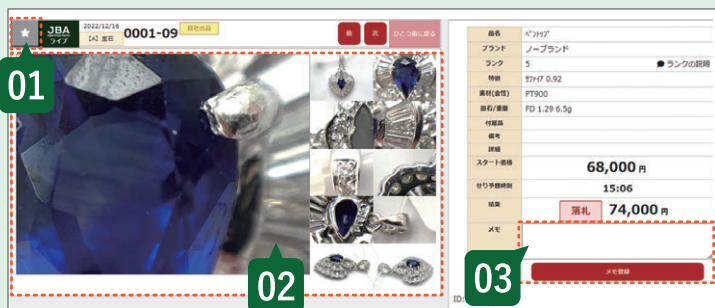 JBA
ライブ
2022/12/16
【A】宝石
0001-09
自社出品
前
次
ひとつ前に戻る
01
02
品名 ペントップ
ブランド ノーブランド
ランク 5 ランクの説明
特徴 サファイア 0.92
素材(金性) PT900
脇石/重量 FD 1.29 6.5g
付属品
備考
詳細
スタート価格 68,000 円
せり予想時刻 15:06
結果 落札 74,000 円
メモ
03
メモ登録
ID: